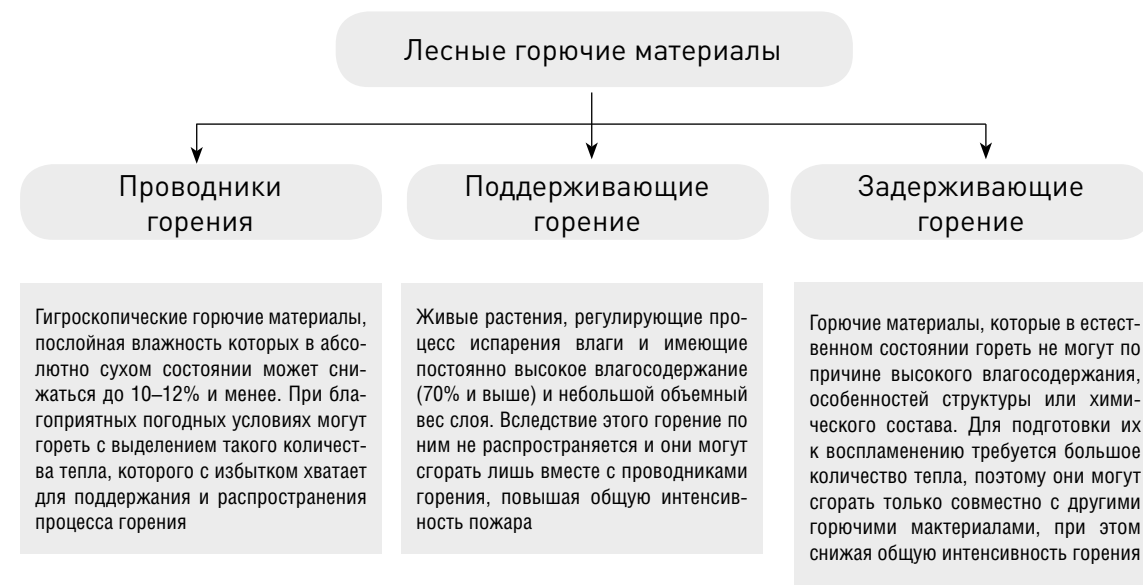 Лесные горючие материалы
Проводники
горения
Поддерживающие
горение
Задерживающие
горение
Гигроскопические горючие материалы,
послойная влажность которых в абсо-
лютно сухом состоянии может сни-
жаться до 10–12% и менее. При бла-
гоприятных погодных условиях могут
гореть с выделением такого количест-
ва тепла, которого с избытком хватает
для поддержания и распространения
процесса горения
Живые растения, регулирующие про-
цесс испарения влаги и имеющие
постоянно высокое влагосодержание
(70% и выше) и небольшой объемный
вес слоя. Вследствие этого горение по
ним не распространяется и они могут
сгорать лишь вместе с проводниками
горения, повышая общую интенсив-
ность пожара
Горючие материалы, которые в естест-
венном состоянии гореть не могут по
причине высокого влагосодержания,
особенностей структуры или хими-
ческого состава. Для подготовки их
к воспламенению требуется большое
количество тепла, поэтому они могут
сгорать только совместно с другими
горючими мактериалами, при этом
снижая общую интенсивность горения